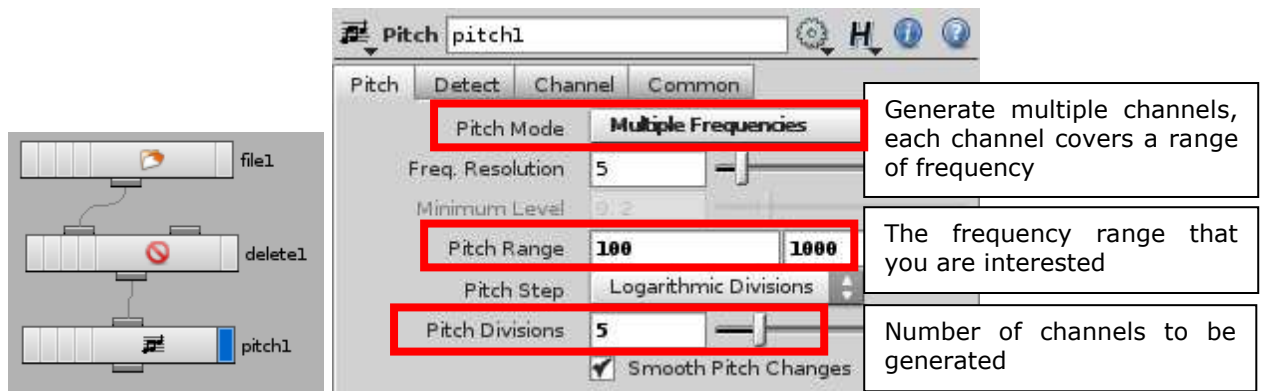 file1
delete1
pitch1
Pitch pitch1
Pitch Detect Channel Common
Pitch Mode Multiple Frequencies
Freq. Resolution 5
Minimum Level 0.2
Pitch Range 100 1000
Pitch Step Logarithmic Divisions
Pitch Divisions 5
Smooth Pitch Changes
Generate multiple channels,
each channel covers a range
of frequency
The frequency range that
you are interested
Number of channels to be
generated